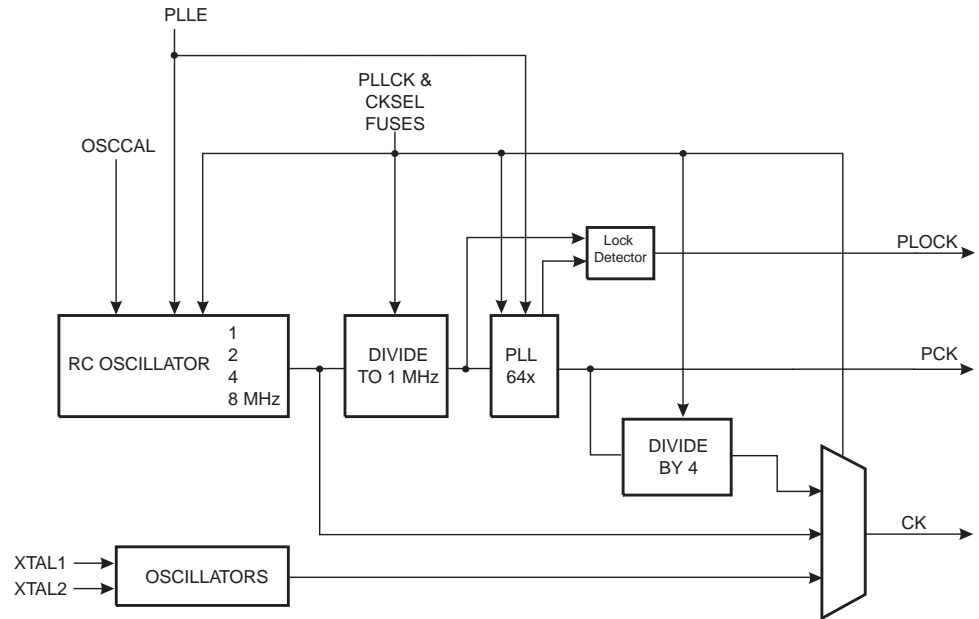 PLLE
PLLCK &
CKSEL
FUSES
OSCCAL
Lock
Detector
PLOCK
RC OSCILLATOR
1
2
4
8 MHz
DIVIDE
TO 1 MHz
PLL
64x
PCK
DIVIDE
BY 4
CK
XTAL1
XTAL2
OSCILLATORS